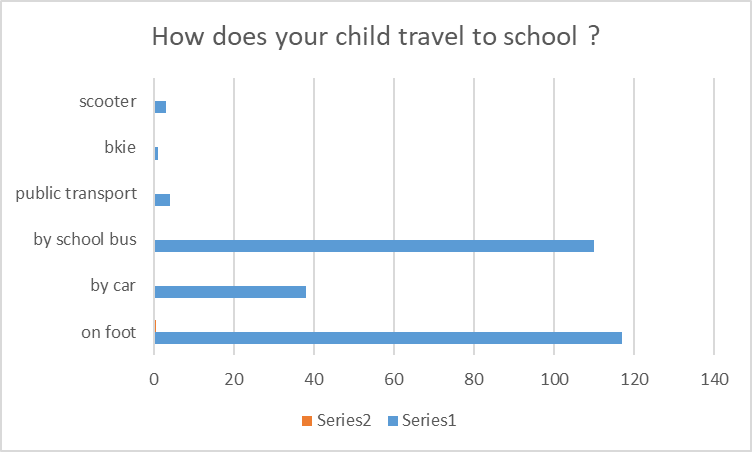 How does your child travel to school ?
scooter
bkie
public transport
by school bus
by car
on foot
0 20 40 60 80 100 120 140
Series2 Series1